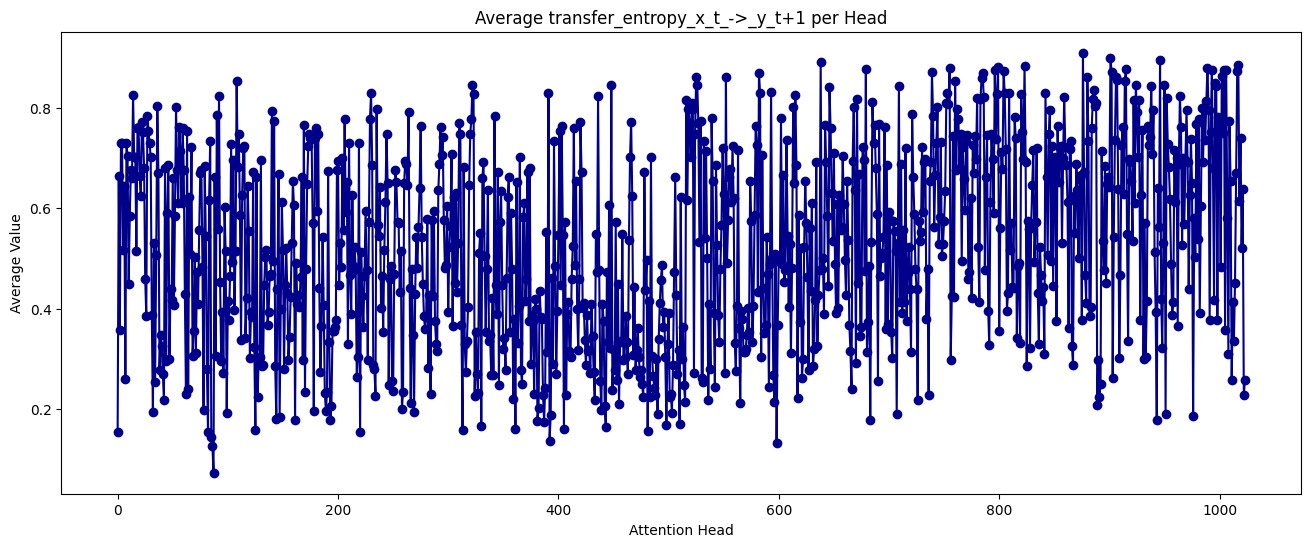 Average transfer_entropy_x_t_->_y_t+1 per Head
Average Value
0.8
0.6
0.4
0.2
0 200 400 600 800 1000
Attention Head